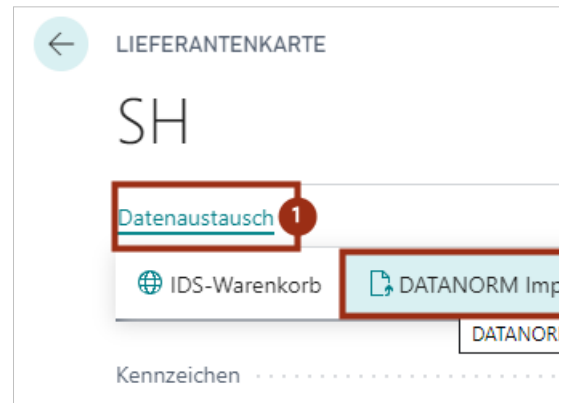 LIEFERANTENKARTE
SH
Datenaustausch 1
IDS-Warenkorb DATANORM Imp
DATANOR
Kennzeichen